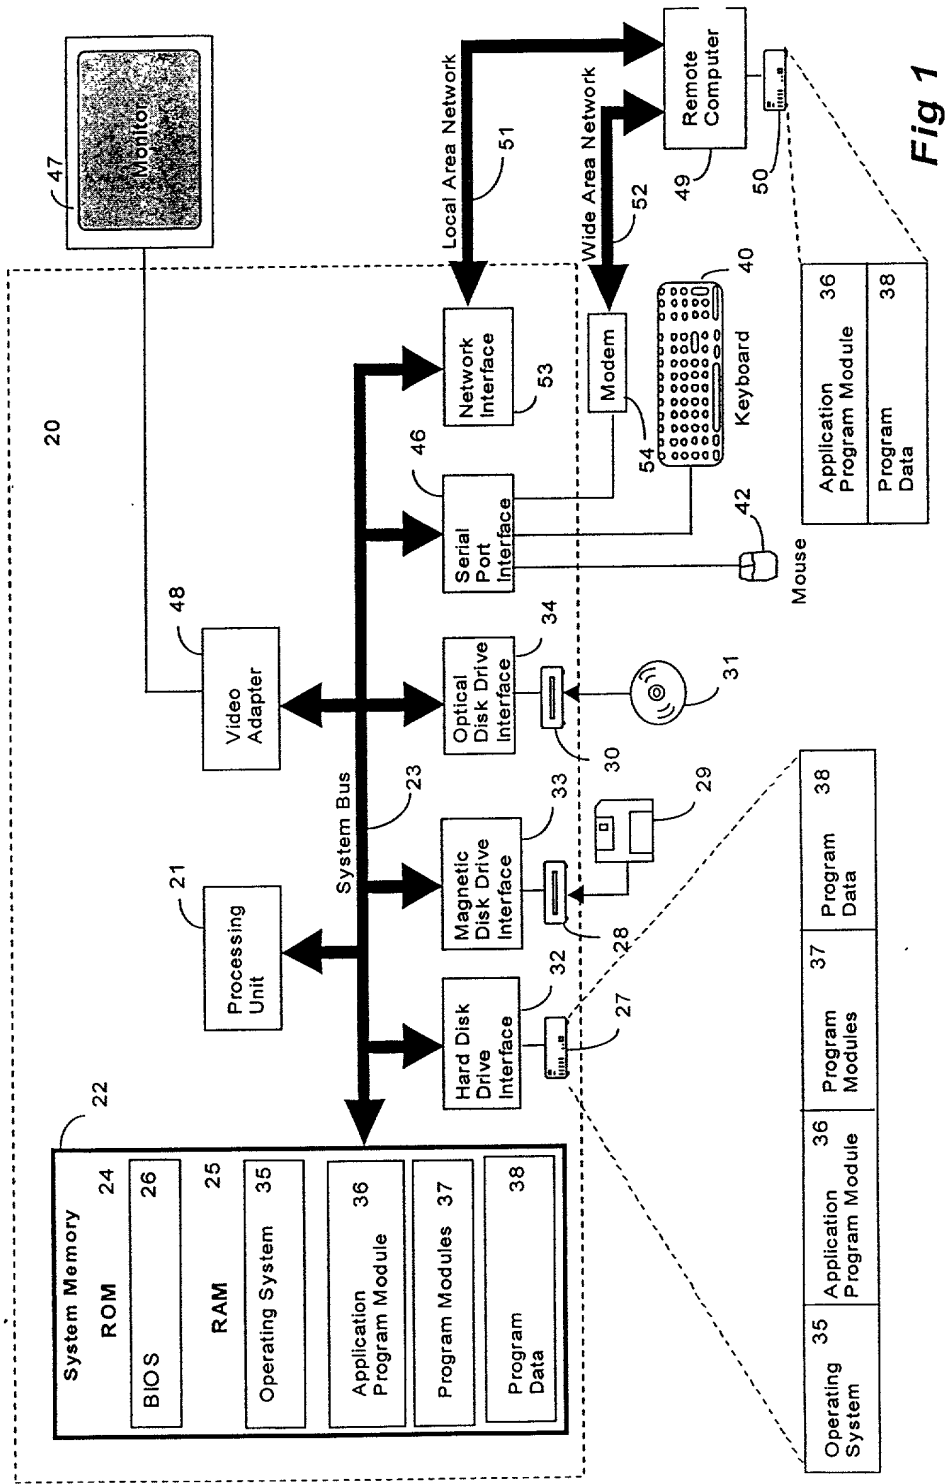 System Memory
22
ROM
24
BIOS
26
RAM
25
Operating System
35
Application
Program Module
36
Program Modules
37
Program
Data
38
Processing
Unit
21
Video
Adapter
48
47
Monitor
20
System Bus
23
Hard Disk
Drive
Interface
32
Magnetic
Disk Drive
Interface
33
Optical
Disk Drive
Interface
34
Serial
Port
Interface
46
Network
Interface
53
Local Area Network
51
27
28
29
30
31
Modem
54
Wide Area Network
52
Mouse
42
Keyboard
40
Remote
Computer
49
50
Operating
System
35
Application
Program Module
36
Program
Modules
37
Program
Data
38
Application
Program Module
36
Program
Data
38
Fig 1